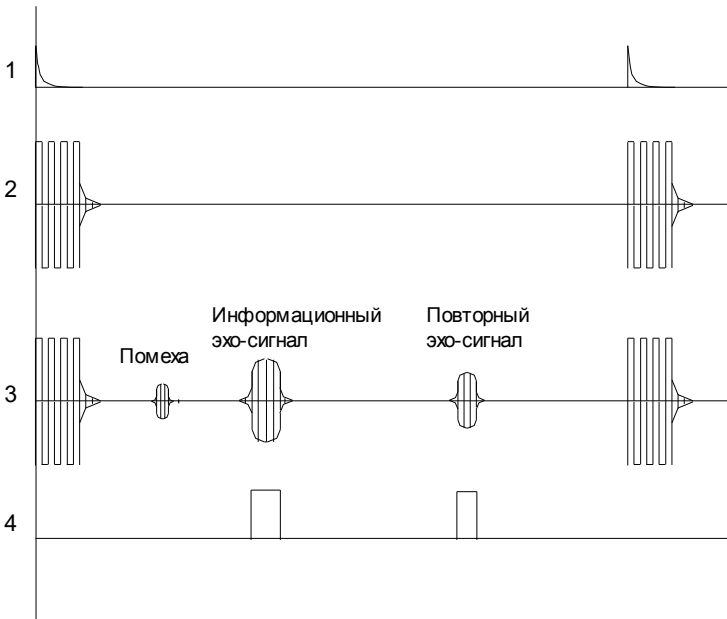 1
2
Информационный
эхо-сигнал
Повторный
эхо-сигнал
Помеха
3
4